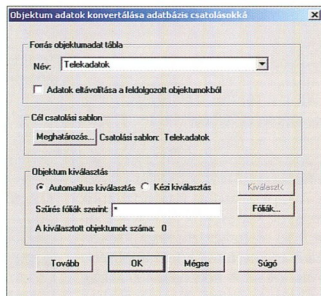 Objektum adatok konvertálása adatbázis csatolásokká
Forrás objektumadat tábla
Név: Telekadatok
Adatok eltávolítása a feldolgozott objektumokból
Cél csatolási sablon
Meghatározás... Csatolási sablon: Telekadatok
Objektum kiválasztás
Automatikus kiválasztás Kézi kiválasztás Kiválaszt<
Szűrés fóliák szerint: * Fóliák...
A kiválasztott objektumok száma: 0
Tovább OK Mégse Súgó